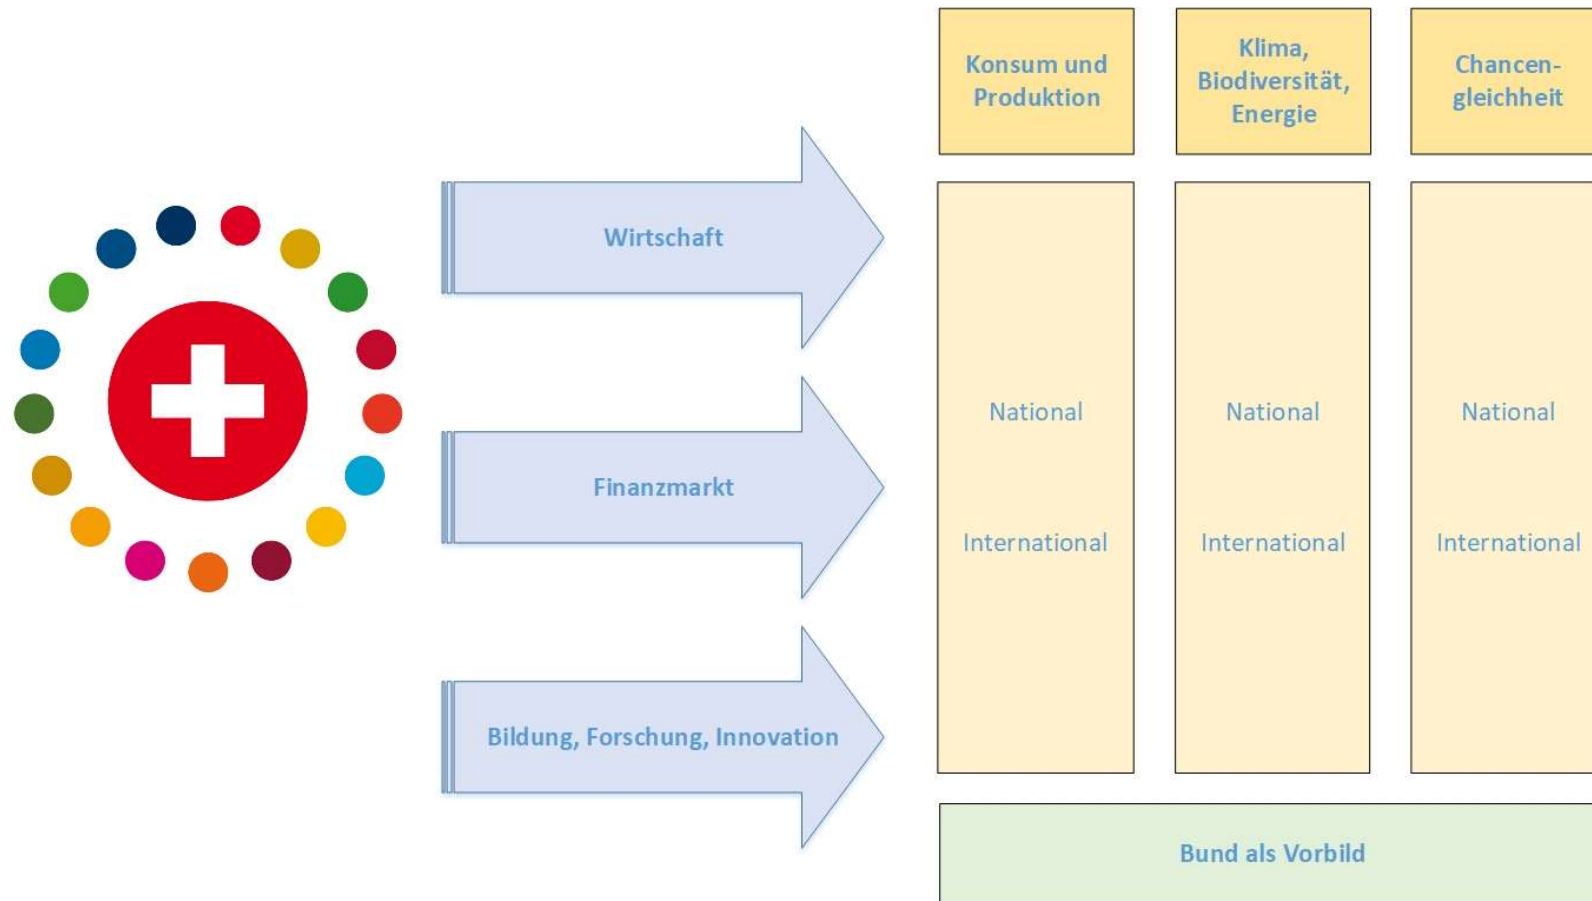 Konsum und
Produktion
Klima,
Biodiversität,
Energie
Chancen-
gleichheit
Wirtschaft
Finanzmarkt
Bildung, Forschung, Innovation
National
International
National
International
National
International
Bund als Vorbild